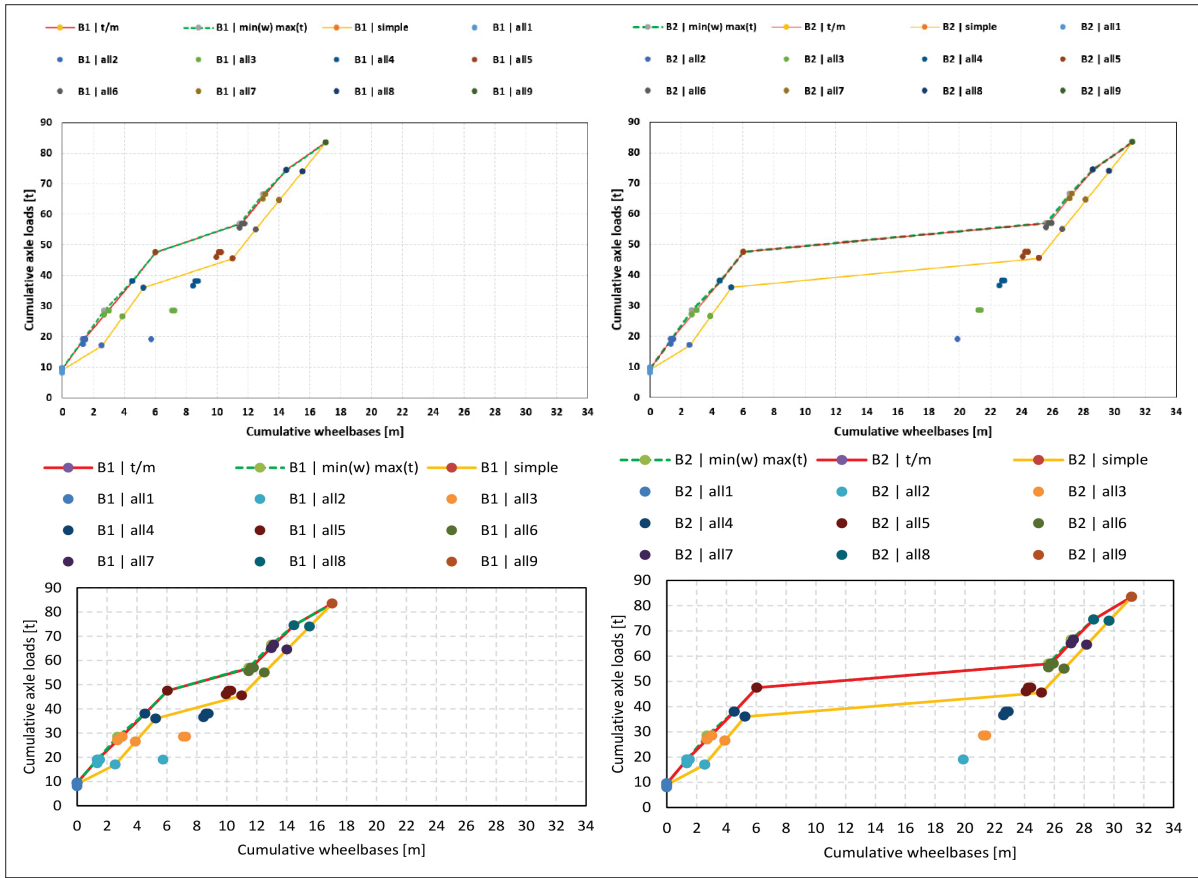 B1 | t/m B1 | min(w) max(t) B1 | simple B1 | all1
B1 | all2 B1 | all3 B1 | all4 B1 | all5
B1 | all6 B1 | all7 B1 | all8 B1 | all9
90
80
70
60
50
40
30
20
10
0
Cumulative axle loads [t]
0 2 4 6 8 10 12 14 16 18 20 22 24 26 28 30 32 34
Cumulative wheelbases [m]
B2 | min(w) max(t) B2 | t/m B2 | simple B2 | all1
B2 | all2 B2 | all3 B2 | all4 B2 | all5
B2 | all6 B2 | all7 B2 | all8 B2 | all9
90
80
70
60
50
40
30
20
10
0
Cumulative axle loads [t]
0 2 4 6 8 10 12 14 16 18 20 22 24 26 28 30 32 34
Cumulative wheelbases [m]
B1 | t/m B1 | min(w) max(t) B1 | simple
B1 | all1 B1 | all2 B1 | all3
B1 | all4 B1 | all5 B1 | all6
B1 | all7 B1 | all8 B1 | all9
90
80
70
60
50
40
30
20
10
0
Cumulative axle loads [t]
0 2 4 6 8 10 12 14 16 18 20 22 24 26 28 30 32 34
Cumulative wheelbases [m]
B2 | min(w) max(t) B2 | t/m B2 | simple
B2 | all1 B2 | all2 B2 | all3
B2 | all4 B2 | all5 B2 | all6
B2 | all7 B2 | all8 B2 | all9
90
80
70
60
50
40
30
20
10
0
Cumulative axle loads [t]
0 2 4 6 8 10 12 14 16 18 20 22 24 26 28 30 32 34
Cumulative wheelbases [m]